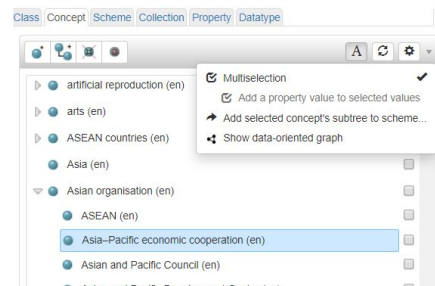 Class Concept Scheme Collection Property Datatype
A
artificial reproduction (en)
Multiselection
arts (en)
Add a property value to selected values
ASEAN countries (en)
Add selected concept's subtree to scheme...
Asia (en)
Show data-oriented graph
Asian organisation (en)
ASEAN (en)
Asia–Pacific economic cooperation (en)
Asian and Pacific Council (en)